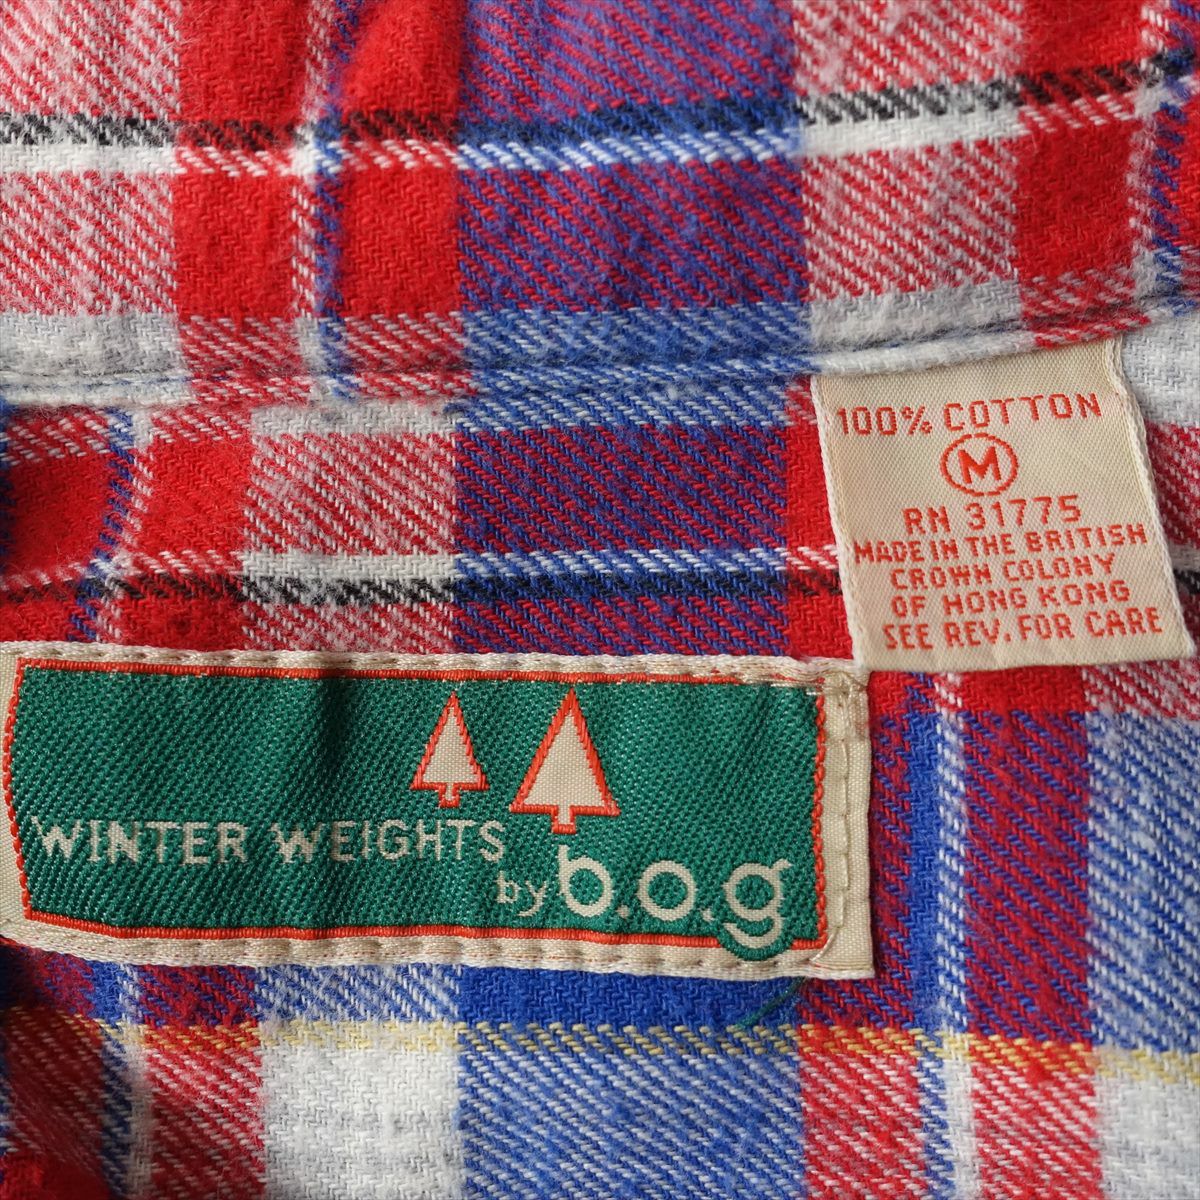 100% COTTON
M
RN 31775
MADE IN THE BRITISH
CROWN COLONY
OF HONG KONG
SEE REV. FOR CARE
WINTER WEIGHTS
by b.o.g